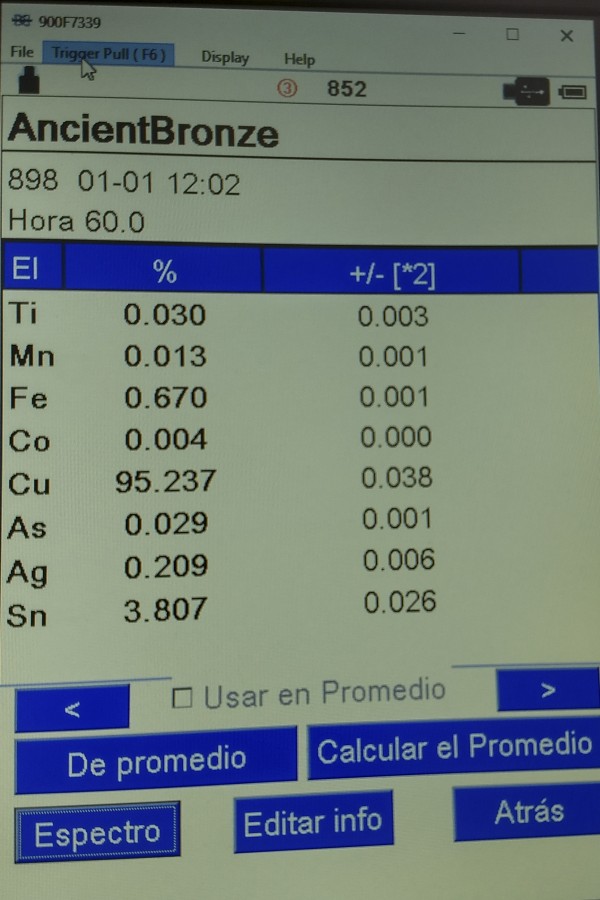 900F7339
File Trigger Pull ( F6 ) Display Help
3 852
AncientBronze
898 01-01 12:02
Hora 60.0
El % +/- [*2]
Ti 0.030 0.003
Mn 0.013 0.001
Fe 0.670 0.001
Co 0.004 0.000
Cu 95.237 0.038
As 0.029 0.001
Ag 0.209 0.006
Sn 3.807 0.026
< Usar en Promedio >
De promedio Calcular el Promedio
Espectro Editar info Atrás